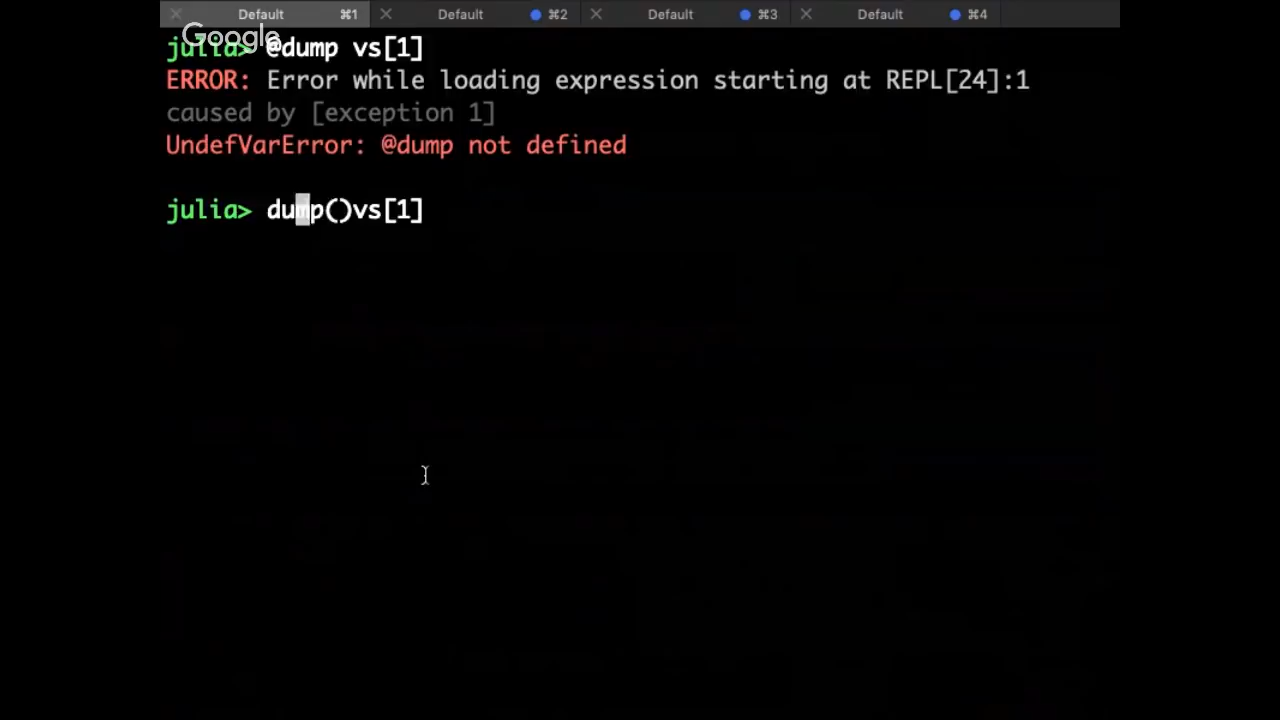 Default ⌘1 Default ⌘2 Default ⌘3 Default ⌘4
Google
julia> @dump vs[1]
ERROR: Error while loading expression starting at REPL[24]:1
caused by [exception 1]
UndefVarError: @dump not defined
julia> dump()vs[1]